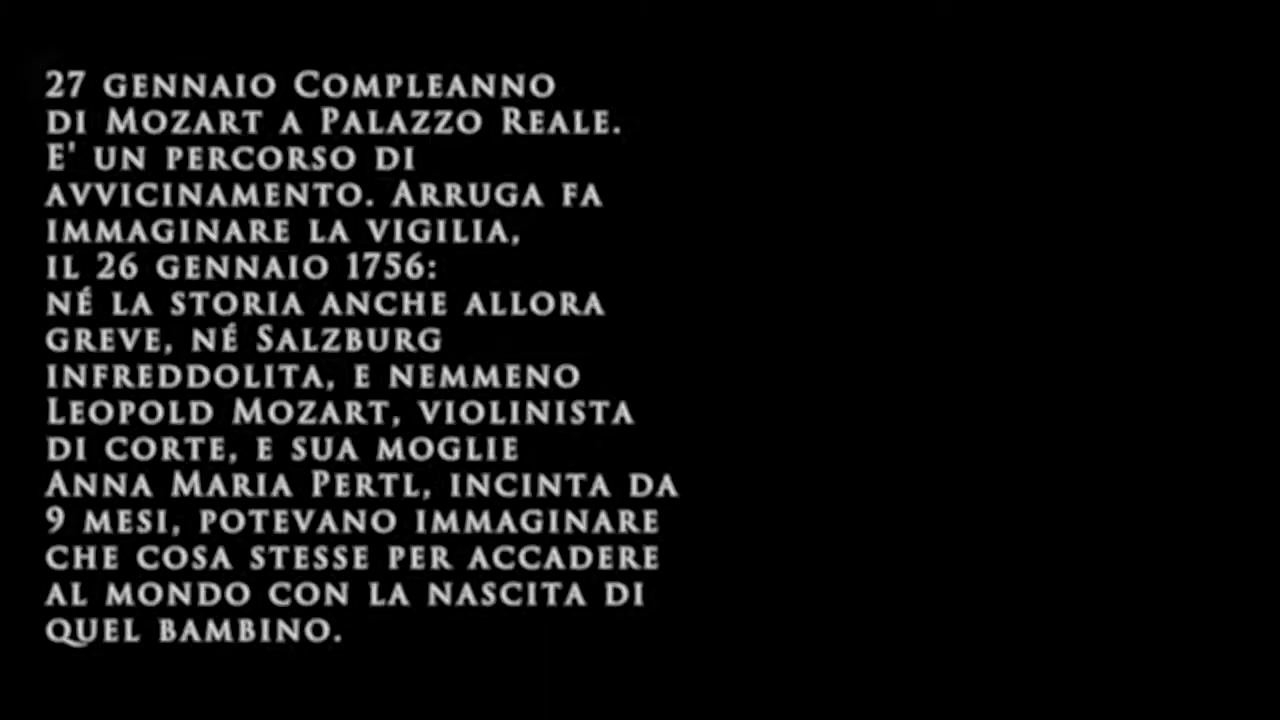 27 gennaio Compleanno
di Mozart a Palazzo Reale.
E' un percorso di
avvicinamento. Arruga fa
immaginare la vigilia,
il 26 gennaio 1756:
né la storia anche allora
greve, né Salzburg
infreddolita, e nemmeno
Leopold Mozart, violinista
di corte, e sua moglie
Anna Maria Pertl, incinta da
9 mesi, potevano immaginare
che cosa stesse per accadere
al mondo con la nascita di
quel bambino.